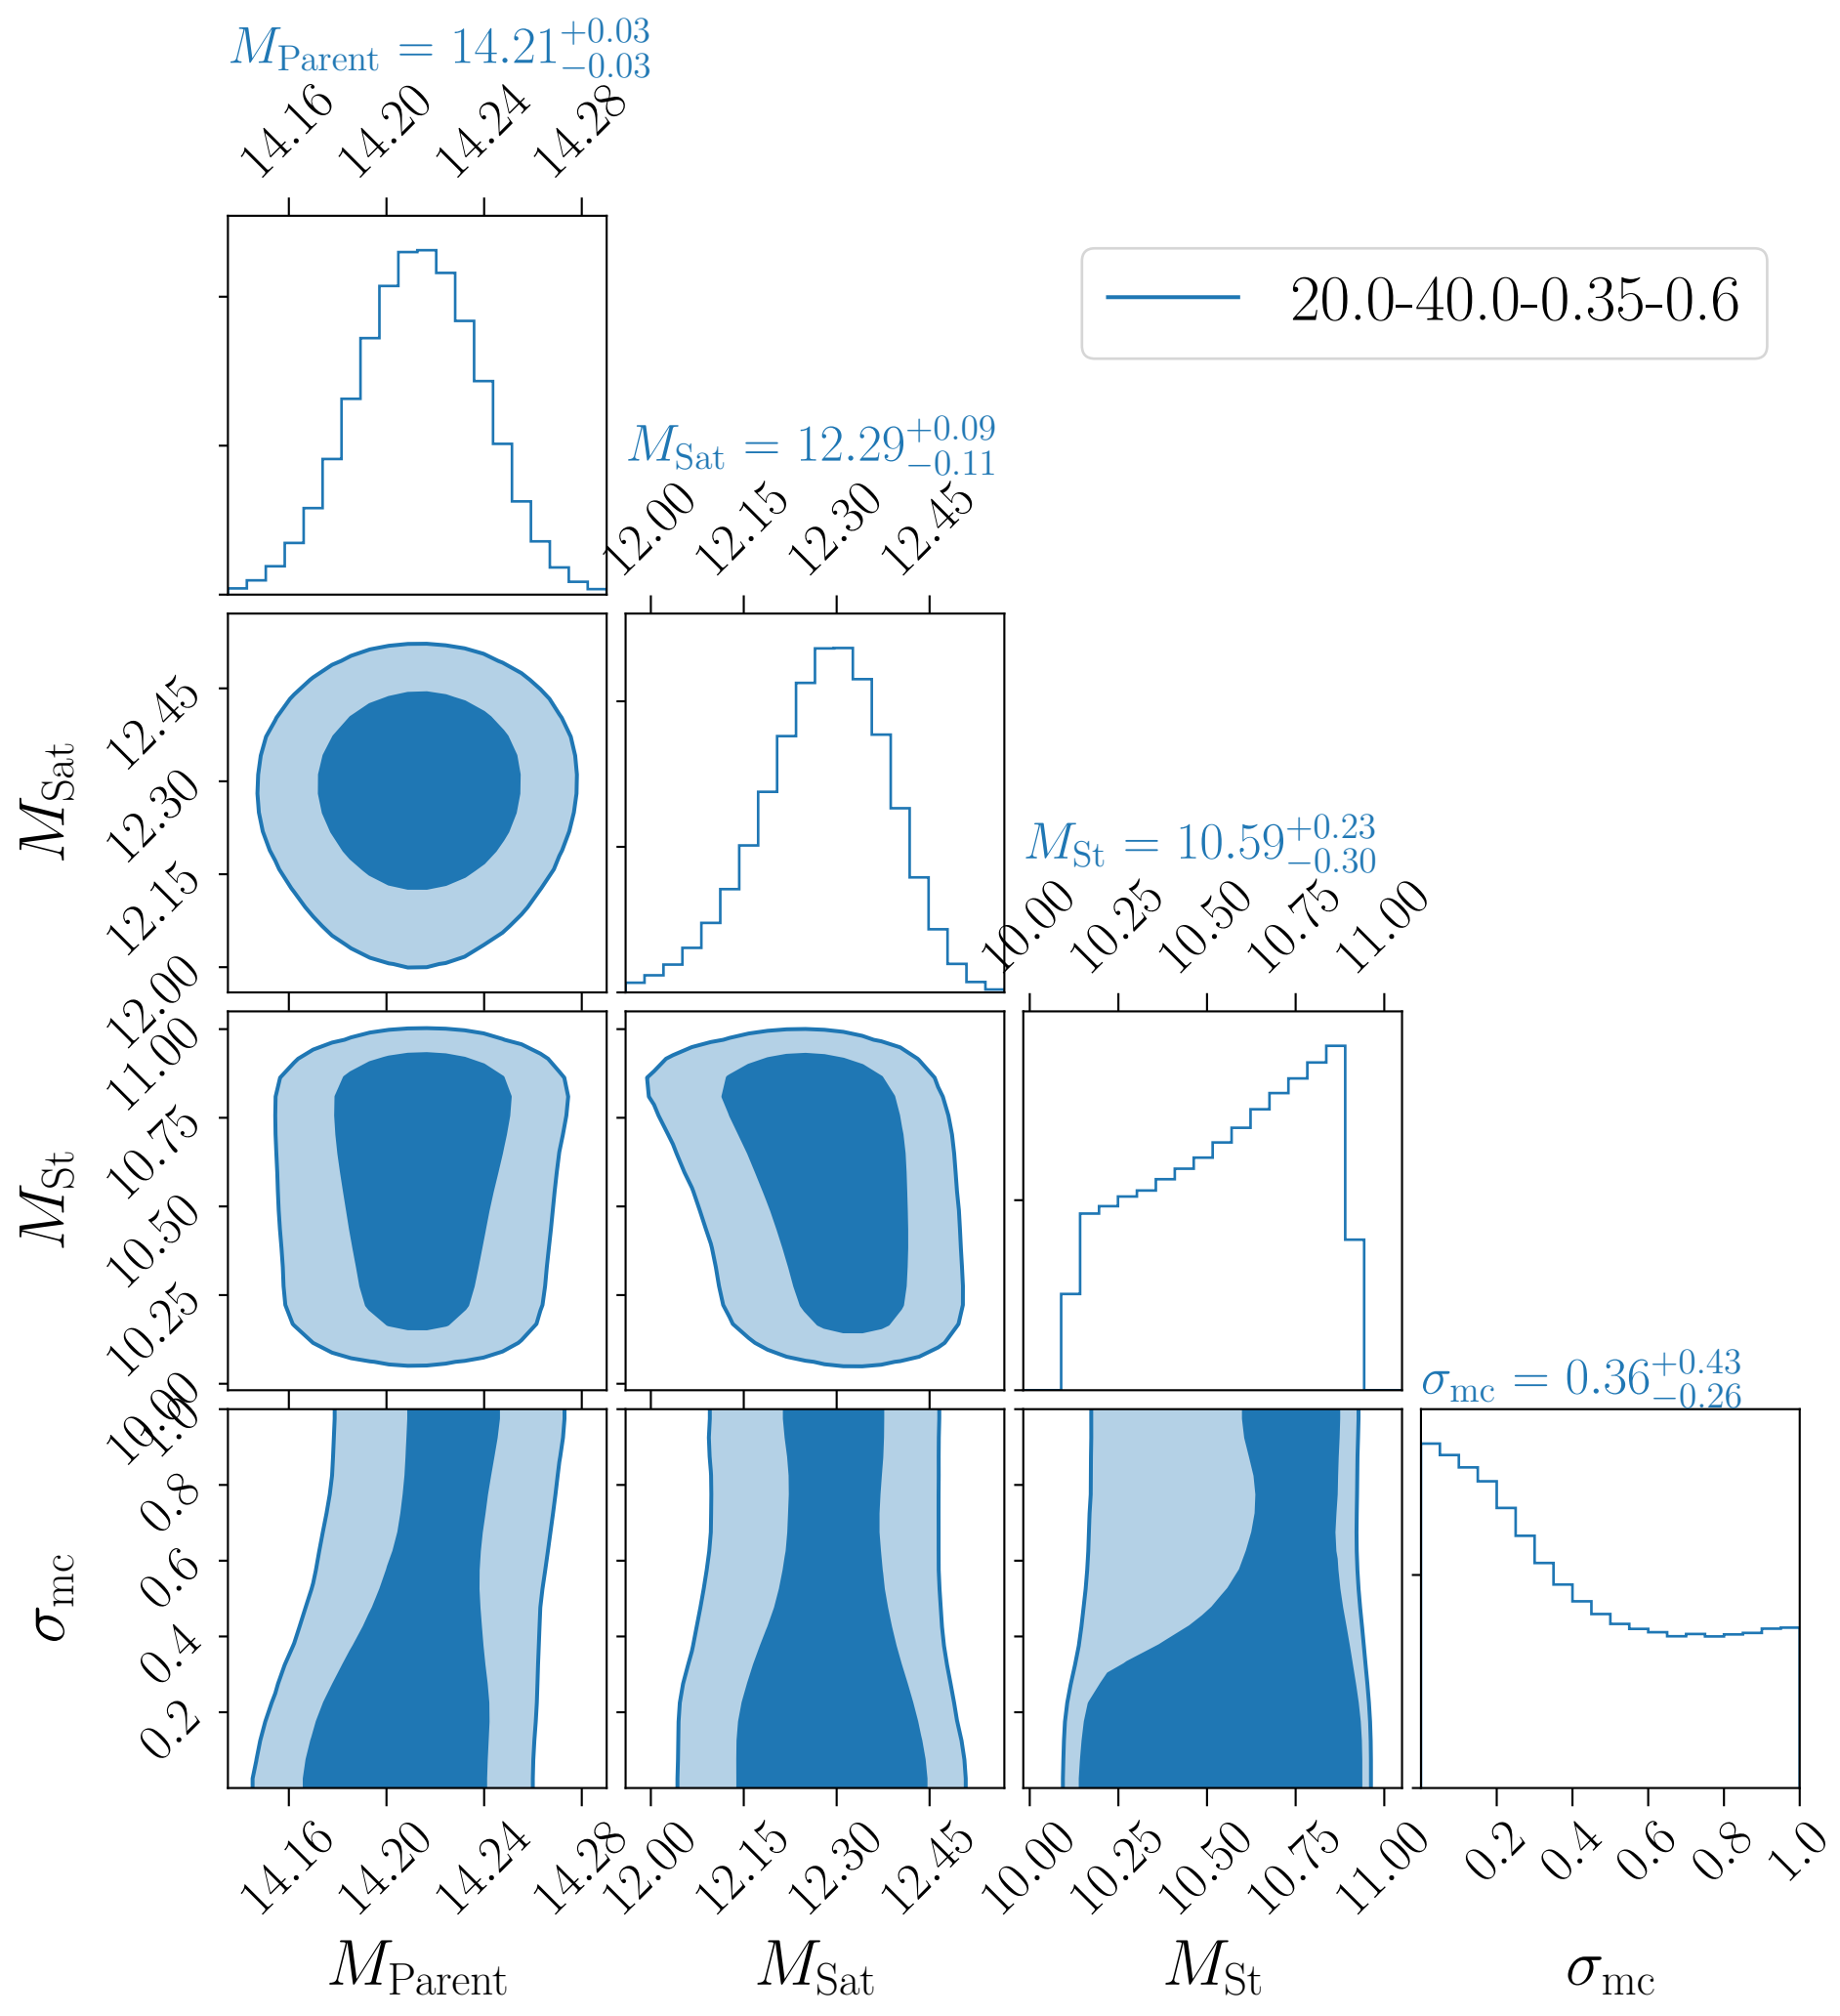 M_Parent = 14.21^{+0.03}_{-0.03}
14.16 14.20 14.24 14.28
20.0-40.0-0.35-0.6
M_Sat = 12.29^{+0.09}_{-0.11}
12.00 12.15 12.30 12.45
M_Sat
12.45
12.30
12.15
12.00
M_St = 10.59^{+0.23}_{-0.30}
10.00 10.25 10.50 10.75 11.00
M_St
11.00
10.75
10.50
10.25
10.00
σ_mc = 0.36^{+0.43}_{-0.26}
σ_mc
1.0
0.8
0.6
0.4
0.2
14.16 14.20 14.24 14.28 12.00 12.15 12.30 12.45 10.00 10.25 10.50 10.75 11.00 0.2 0.4 0.6 0.8 1.0
M_Parent M_Sat M_St σ_mc